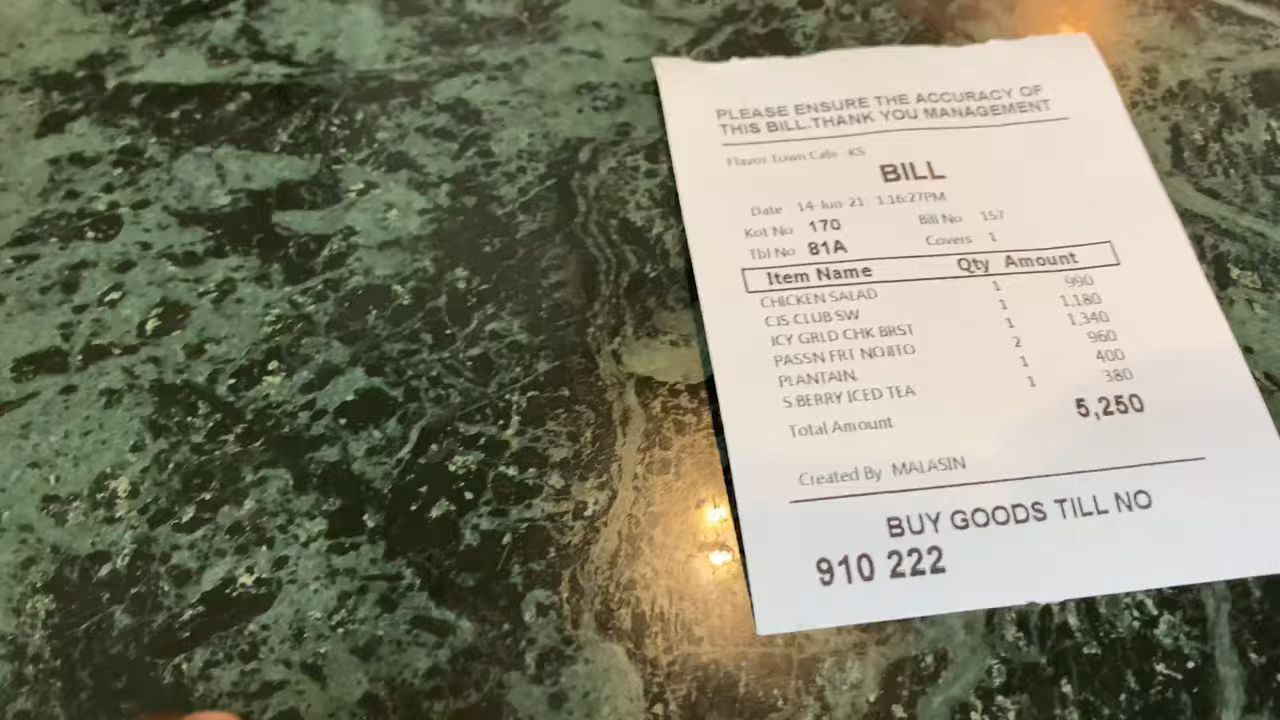 PLEASE ENSURE THE ACCURACY OF
THIS BILL.THANK YOU MANAGEMENT
Flavor Town Cafe -KS
BILL
Date 14-Jun-21 1:16:27PM
Kot No 170 Bill No 157
Tbl No 81A Covers 1
Item Name Qty Amount
CHICKEN SALAD 1 990
CJS CLUB SW 1 1,180
ICY GRLD CHK BRST 1 1,340
PASSN FRT NOJITO 2 960
PLANTAIN. 1 400
S.BERRY ICED TEA 1 380
Total Amount 5,250
Created By MALASIN
BUY GOODS TILL NO
910 222